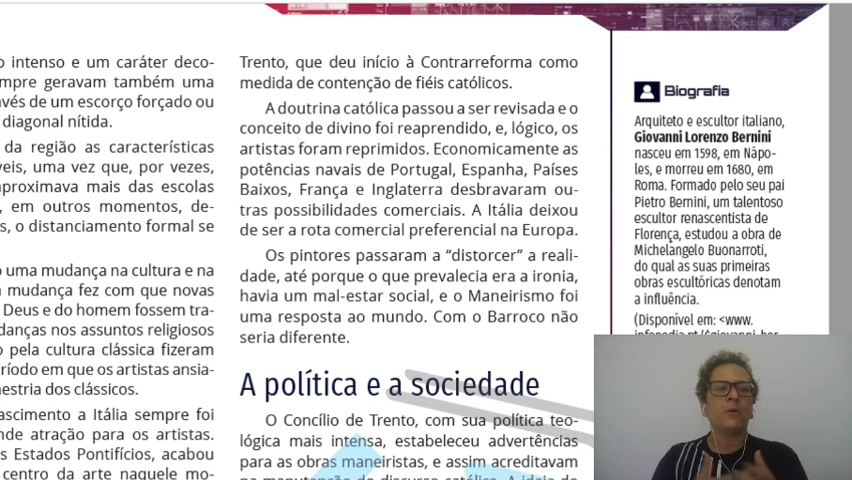 o intenso e um caráter deco-
mpre geravam também uma
avés de um escorço forçado ou
diagonal nítida.
da região as características
veis, uma vez que, por vezes,
aproximava mais das escolas
, em outros momentos, de-
s, o distanciamento formal se
o uma mudança na cultura e na
mudança fez com que novas
Deus e do homem fossem tra-
danças nos assuntos religiosos
o pela cultura clássica fizeram
ríodo em que os artistas ansia-
nestria dos clássicos.
ascimento a Itália sempre foi
nde atração para os artistas.
s Estados Pontifícios, acabou
centro da arte naquele mo-
Trento, que deu início à Contrarreforma como
medida de contenção de fiéis católicos.
A doutrina católica passou a ser revisada e o
conceito de divino foi reaprendido, e, lógico, os
artistas foram reprimidos. Economicamente as
potências navais de Portugal, Espanha, Países
Baixos, França e Inglaterra desbravaram ou-
tras possibilidades comerciais. A Itália deixou
de ser a rota comercial preferencial na Europa.
Os pintores passaram a “distorcer” a reali-
dade, até porque o que prevalecia era a ironia,
havia um mal-estar social, e o Maneirismo foi
uma resposta ao mundo. Com o Barroco não
seria diferente.
A política e a sociedade
O Concílio de Trento, com sua política teo-
lógica mais intensa, estabeleceu advertências
para as obras maneiristas, e assim acreditavam
na manutenção do discurso católico. A ideia de
Biografia
Arquiteto e escultor italiano,
Giovanni Lorenzo Bernini
nasceu em 1598, em Nápo-
les, e morreu em 1680, em
Roma. Formado pelo seu pai
Pietro Bernini, um talentoso
escultor renascentista de
Florença, estudou a obra de
Michelangelo Buonarroti,
do qual as suas primeiras
obras escultóricas denotam
a influência.
(Disponível em: <www.
infopedia.pt/$giovanni-ber